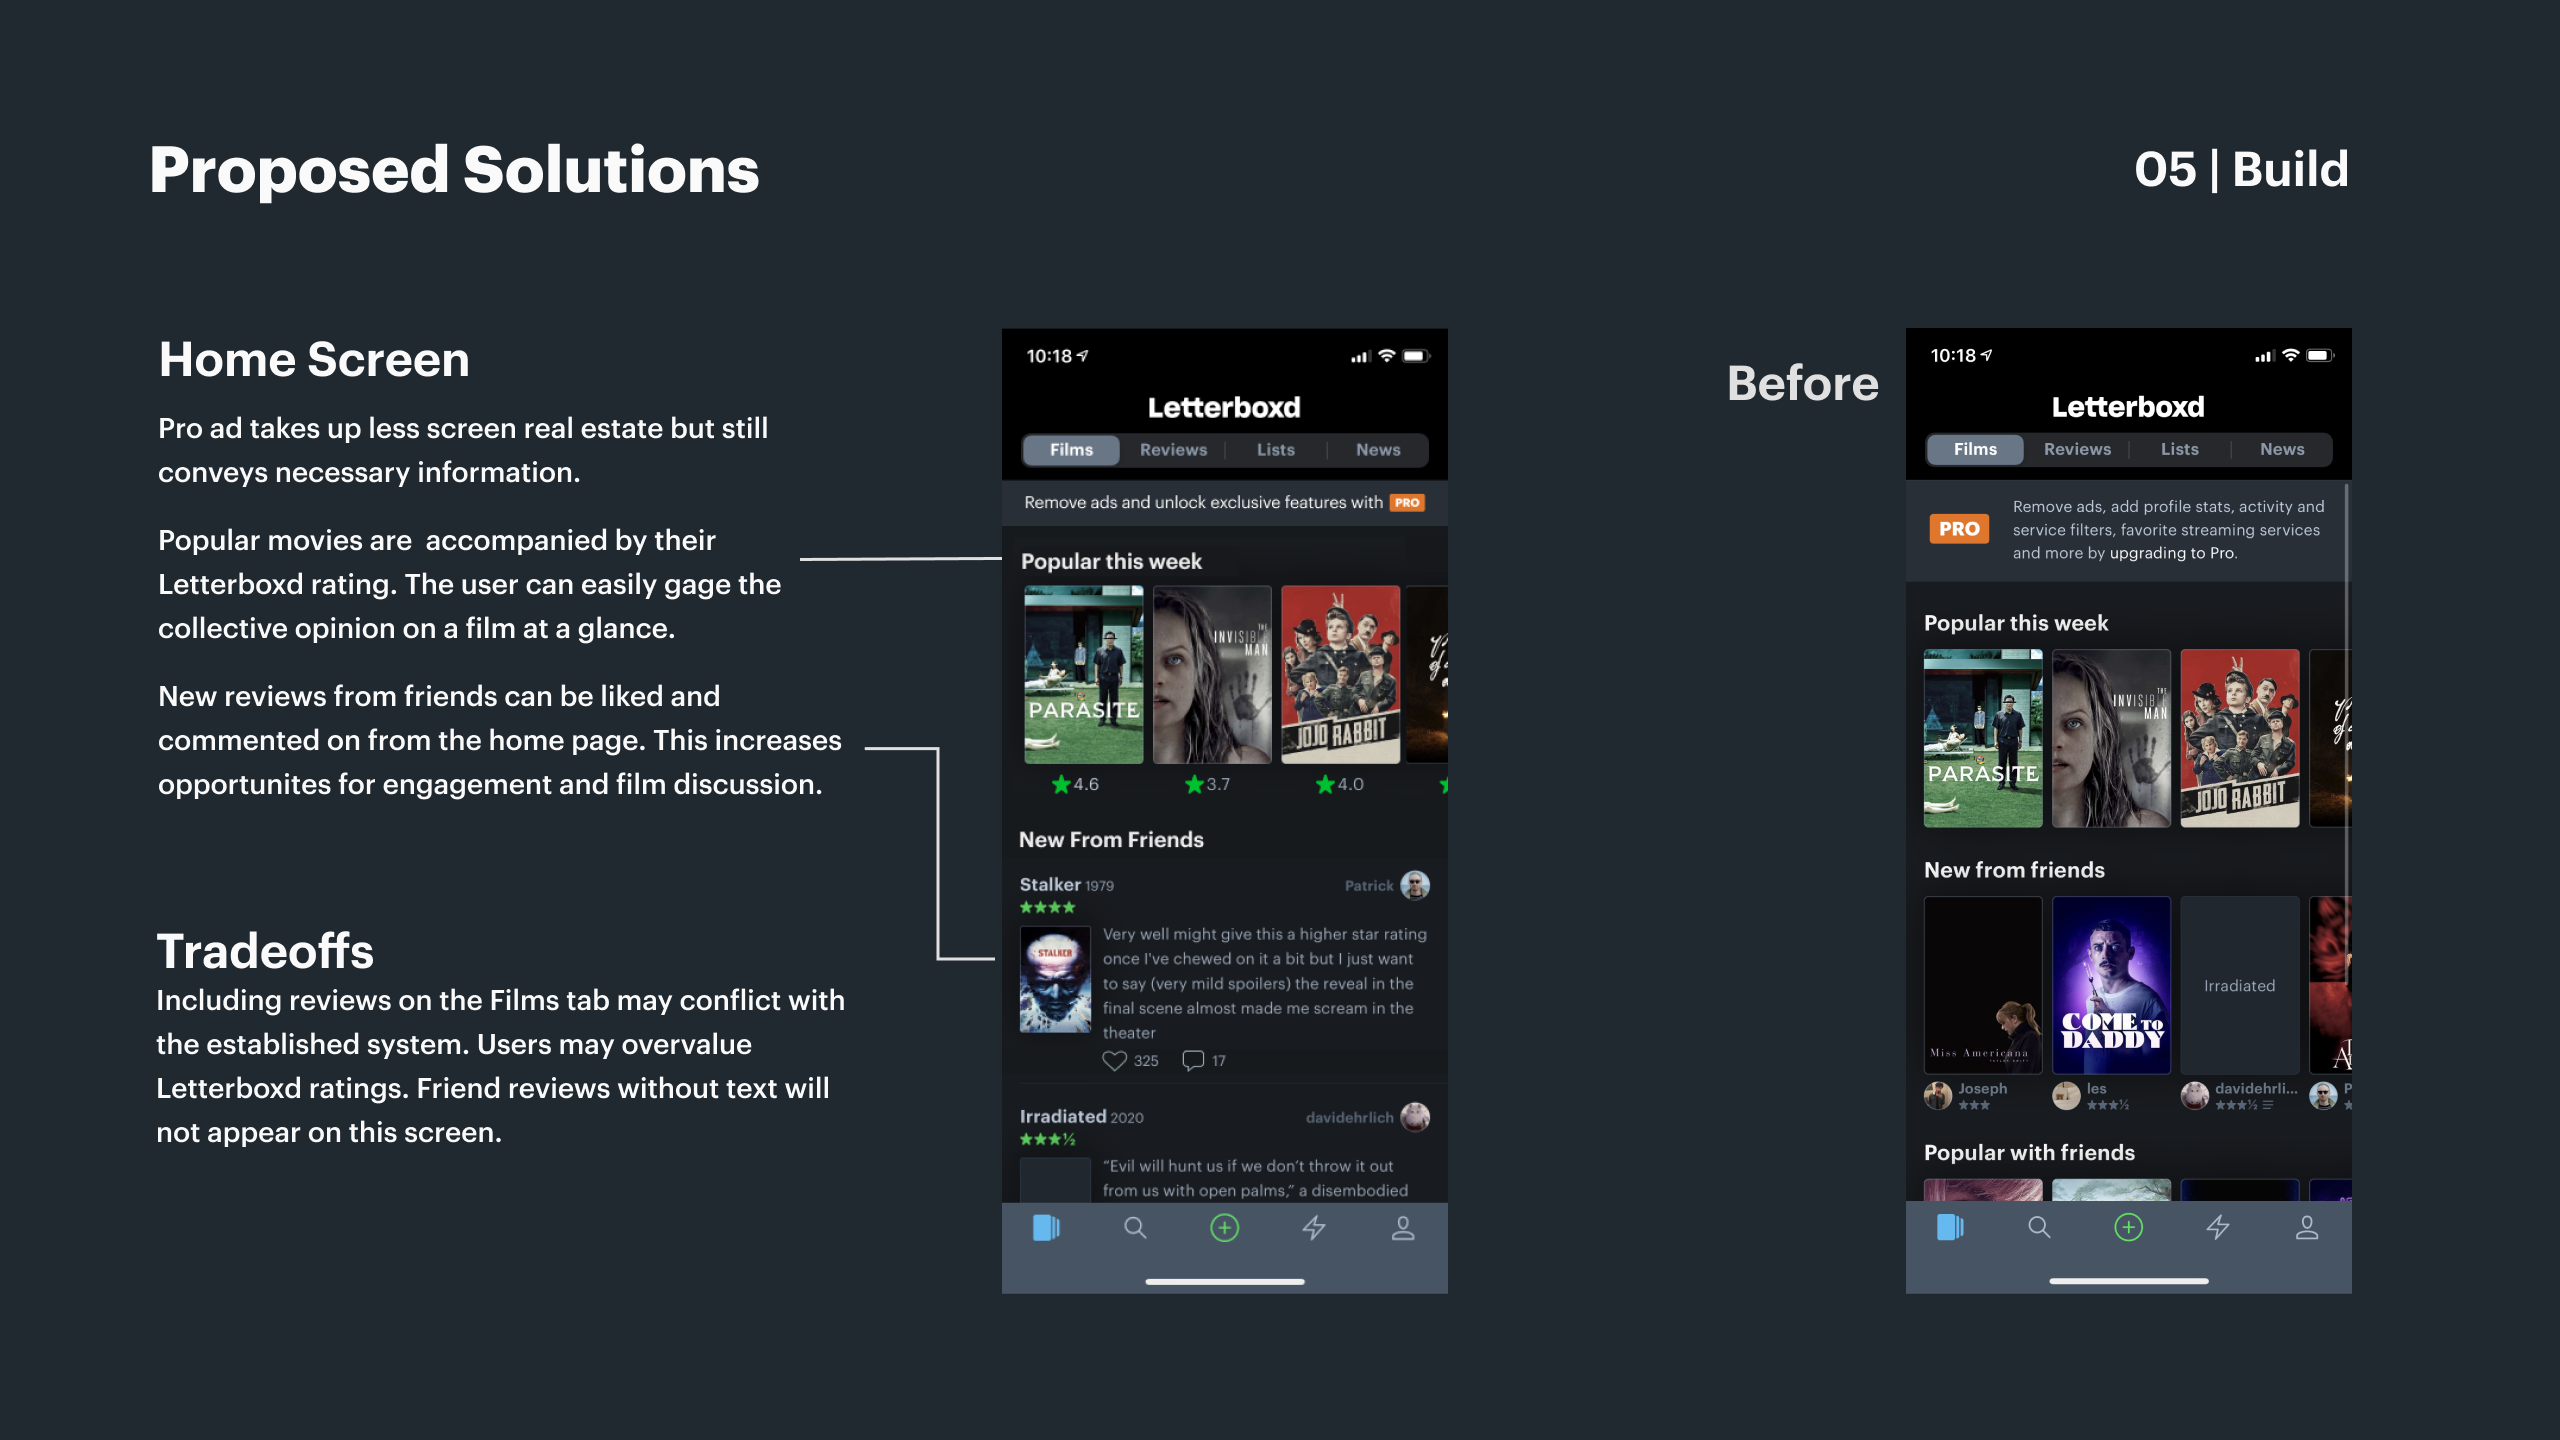 Proposed Solutions
05 | Build
Home Screen
Pro ad takes up less screen real estate but still
conveys necessary information.
Popular movies are  accompanied by their
Letterboxd rating. The user can easily gage the
collective opinion on a film at a glance.
New reviews from friends can be liked and
commented on from the home page. This increases
opportunites for engagement and film discussion.
Tradeoffs
Including reviews on the Films tab may conflict with
the established system. Users may overvalue
Letterboxd ratings. Friend reviews without text will
not appear on this screen.
10:18
Letterboxd
Films Reviews Lists News
Remove ads and unlock exclusive features with PRO
Popular this week
PARASITE
THE
INVISIBLE
MAN
JOJO RABBIT
★4.6 ★3.7 ★4.0
New From Friends
Stalker 1979 Patrick
★★★★
STALKER
Very well might give this a higher star rating
once I've chewed on it a bit but I just want
to say (very mild spoilers) the reveal in the
final scene almost made me scream in the
theater
325 17
Irradiated 2020 davidehrlich
★★★½
“Evil will hunt us if we don’t throw it out
from us with open palms,” a disembodied
Before
10:18
Letterboxd
Films Reviews Lists News
PRO
Remove ads, add profile stats, activity and
service filters, favorite streaming services
and more by upgrading to Pro.
Popular this week
PARASITE
THE
INVISIBLE
MAN
JOJO RABBIT
New from friends
Miss Americana
COME TO
DADDY
Irradiated
Joseph les davidehrli... P
★★★ ★★★½ ★★★½
Popular with friends